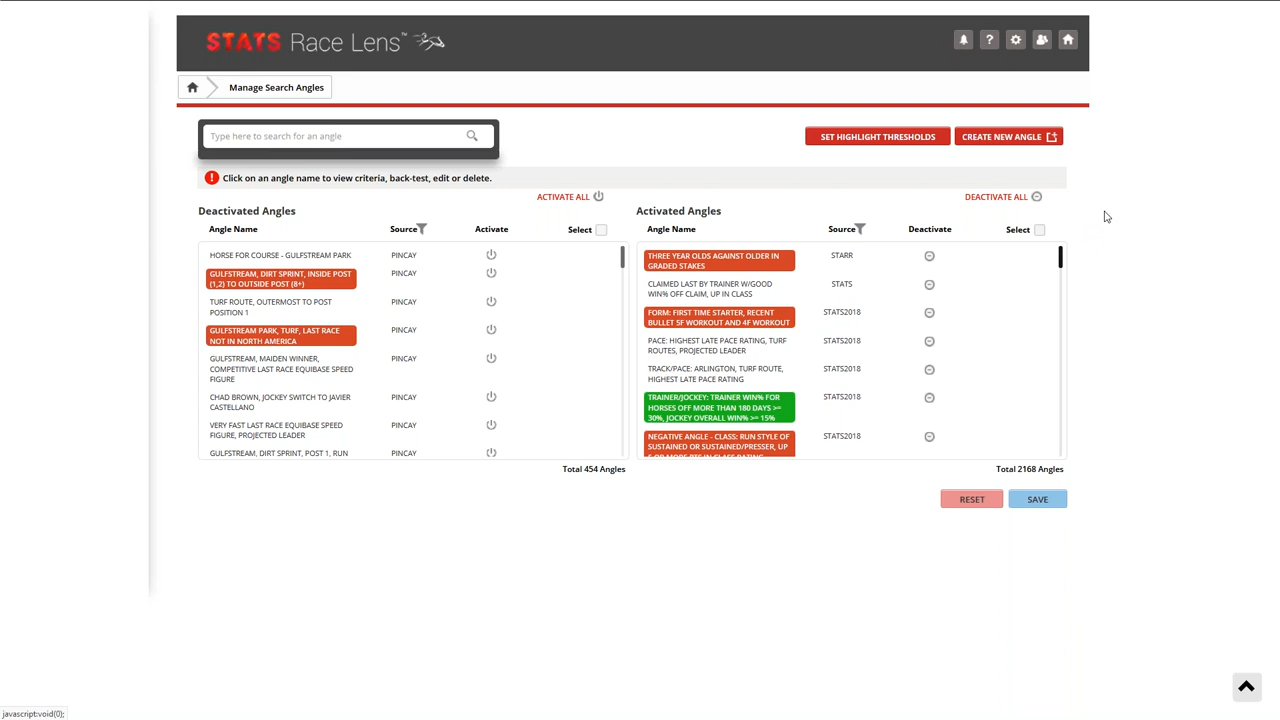 STATS Race Lens™
Manage Search Angles
Type here to search for an angle
SET HIGHLIGHT THRESHOLDS
CREATE NEW ANGLE
Click on an angle name to view criteria, back-test, edit or delete.
ACTIVATE ALL
DEACTIVATE ALL
Deactivated Angles
Angle Name Source Activate Select
HORSE FOR COURSE - GULFSTREAM PARK PINCAY
GULFSTREAM, DIRT SPRINT, INSIDE POST PINCAY
(1,2) TO OUTSIDE POST (8+)
TURF ROUTE, OUTERMOST TO POST PINCAY
POSITION 1
GULFSTREAM PARK, TURF, LAST RACE PINCAY
NOT IN NORTH AMERICA
GULFSTREAM, MAIDEN WINNER, PINCAY
COMPETITIVE LAST RACE EQUIBASE SPEED
FIGURE
CHAD BROWN, JOCKEY SWITCH TO JAVIER PINCAY
CASTELLANO
VERY FAST LAST RACE EQUIBASE SPEED PINCAY
FIGURE, PROJECTED LEADER
GULFSTREAM, DIRT SPRINT, POST 1, RUN PINCAY
Total 454 Angles
Activated Angles
Angle Name Source Deactivate Select
THREE YEAR OLDS AGAINST OLDER IN STARR
GRADED STAKES
CLAIMED LAST BY TRAINER W/GOOD STATS
WIN% OFF CLAIM, UP IN CLASS
FORM: FIRST TIME STARTER, RECENT STATS2018
BULLET 5F WORKOUT AND 4F WORKOUT
PACE: HIGHEST LATE PACE RATING, TURF STATS2018
ROUTES, PROJECTED LEADER
TRACK/PACE: ARLINGTON, TURF ROUTE, STATS2018
HIGHEST LATE PACE RATING
TRAINER/JOCKEY: TRAINER WIN% FOR STATS2018
HORSES OFF MORE THAN 180 DAYS >=
30%, JOCKEY OVERALL WIN% >= 15%
NEGATIVE ANGLE - CLASS: RUN STYLE OF STATS2018
SUSTAINED OR SUSTAINED/PRESSER, UP
5 OR MORE PTS IN CLASS RATING
Total 2168 Angles
RESET
SAVE
javascript:void(0);